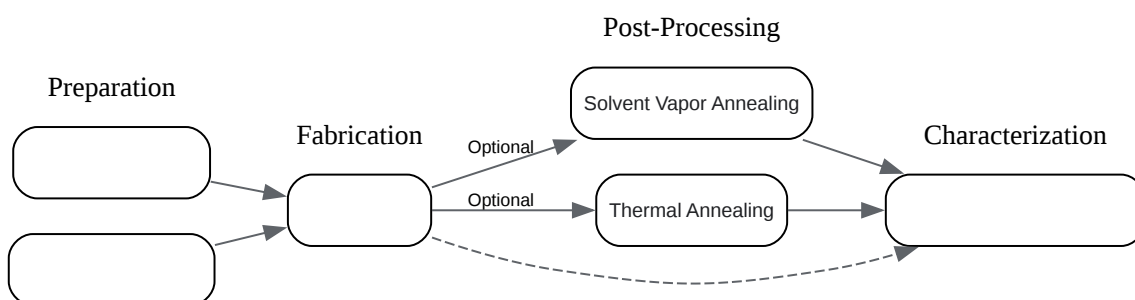 Post-Processing
Preparation
Solvent Vapor Annealing
Fabrication
Characterization
Optional
Optional
Thermal Annealing